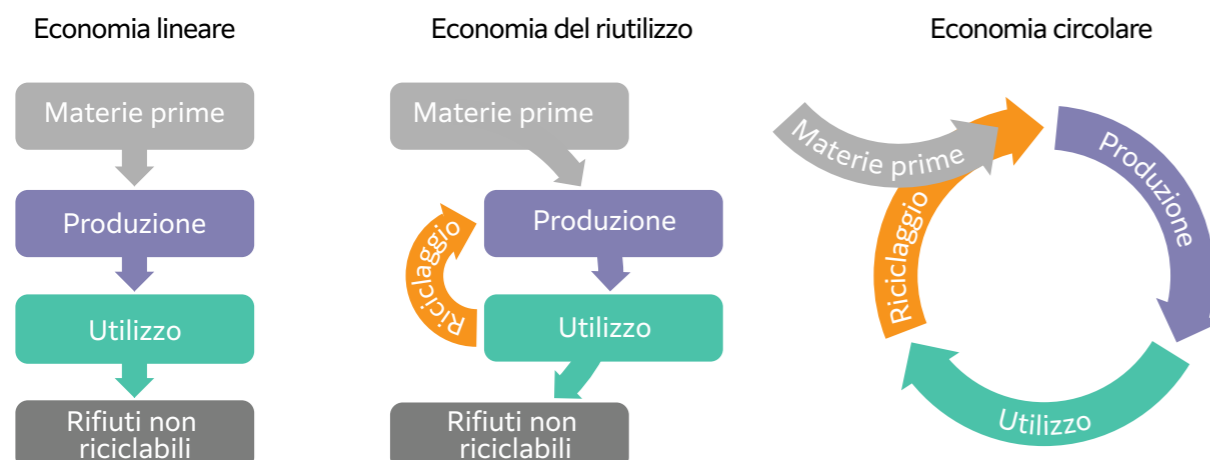 Economia lineare
Materie prime
Produzione
Utilizzo
Rifiuti non
riciclabili
Economia del riutilizzo
Materie prime
Produzione
Riciclaggio
Utilizzo
Rifiuti non
riciclabili
Economia circolare
Materie prime
Produzione
Riciclaggio
Utilizzo